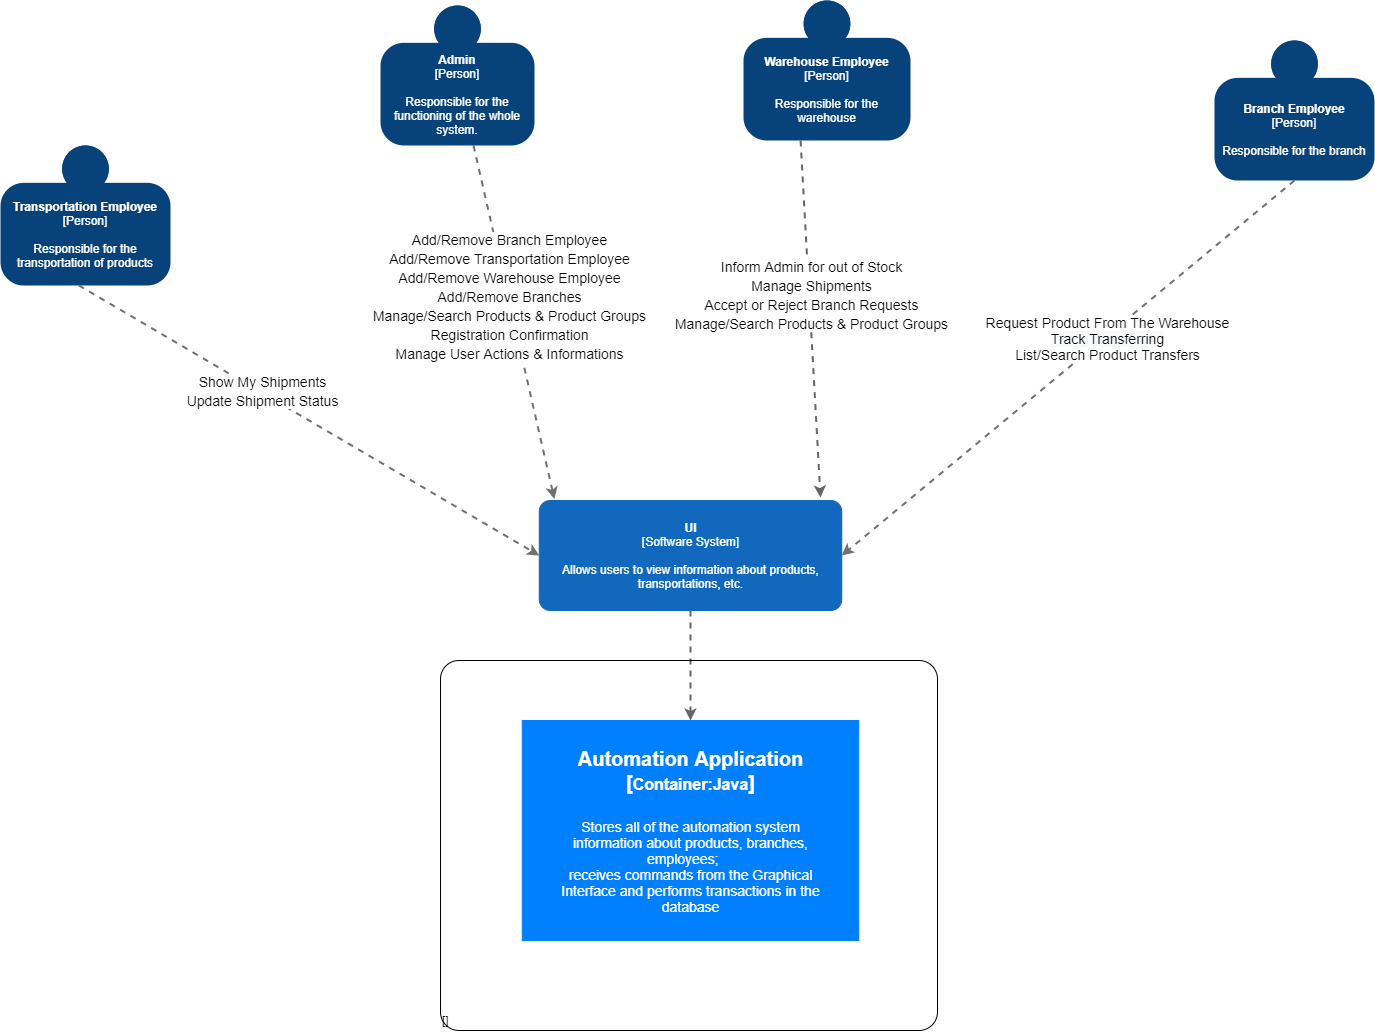 Admin
[Person]
Responsible for the
functioning of the whole
system.
Warehouse Employee
[Person]
Responsible for the
warehouse
Branch Employee
[Person]
Responsible for the branch
Transportation Employee
[Person]
Responsible for the
transportation of products
Add/Remove Branch Employee
Add/Remove Transportation Employee
Add/Remove Warehouse Employee
Add/Remove Branches
Manage/Search Products & Product Groups
Registration Confirmation
Manage User Actions & Informations
Inform Admin for out of Stock
Manage Shipments
Accept or Reject Branch Requests
Manage/Search Products & Product Groups
Request Product From The Warehouse
Track Transferring
List/Search Product Transfers
Show My Shipments
Update Shipment Status
UI
[Software System]
Allows users to view information about products,
transportations, etc.
Automation Application
[Container:Java]
Stores all of the automation system
information about products, branches,
employees;
receives commands from the Graphical
Interface and performs transactions in the
database
[]